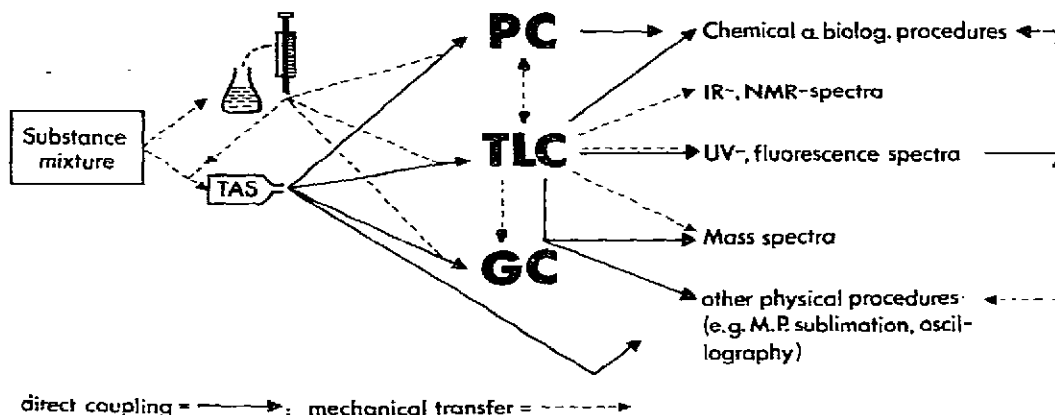 PC
Chemical a. biolog. procedures
IR-, NMR-spectra
Substance
mixture
TLC
UV-, fluorescence spectra
TAS
Mass spectra
GC
other physical procedures
(e.g. M.P. sublimation, oscil-
lography)
direct coupling = ; mechanical transfer =